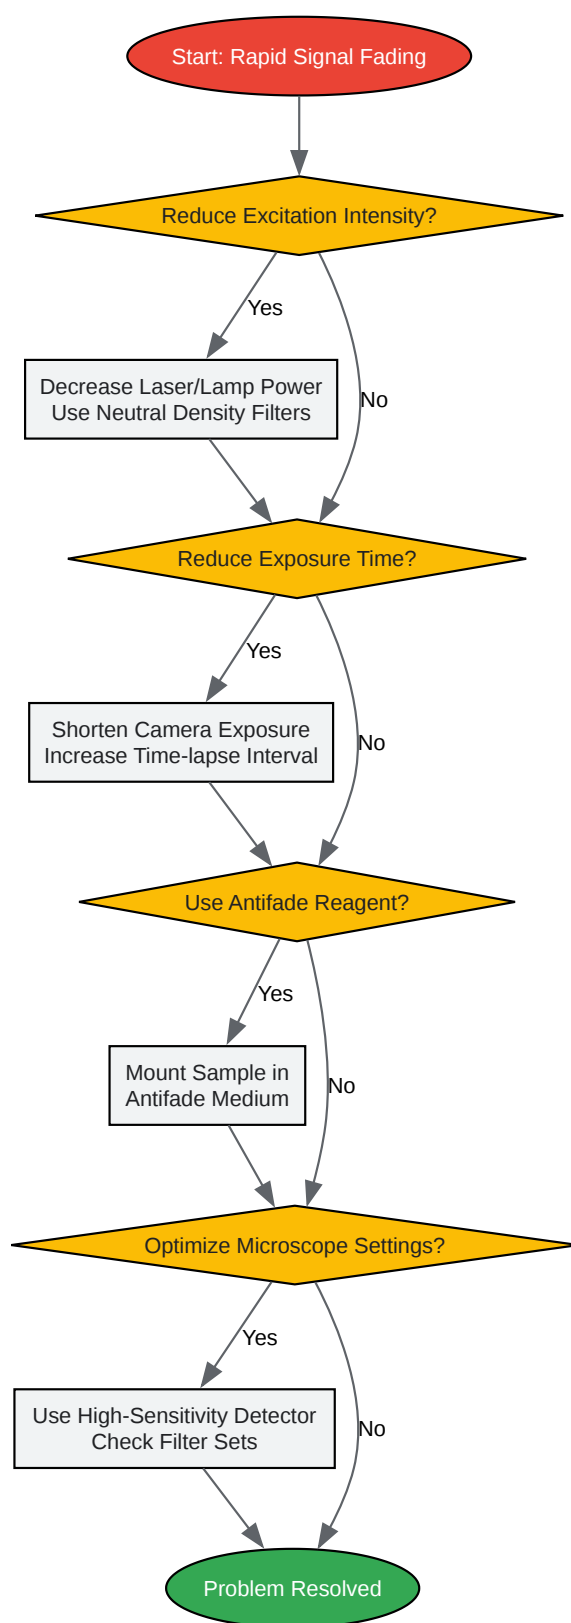 Start: Rapid Signal Fading
Reduce Excitation Intensity?
Yes
Decrease Laser/Lamp Power
Use Neutral Density Filters
No
Reduce Exposure Time?
Yes
Shorten Camera Exposure
Increase Time-lapse Interval
No
Use Antifade Reagent?
Yes
Mount Sample in
Antifade Medium
No
Optimize Microscope Settings?
Yes
Use High-Sensitivity Detector
Check Filter Sets
No
Problem Resolved